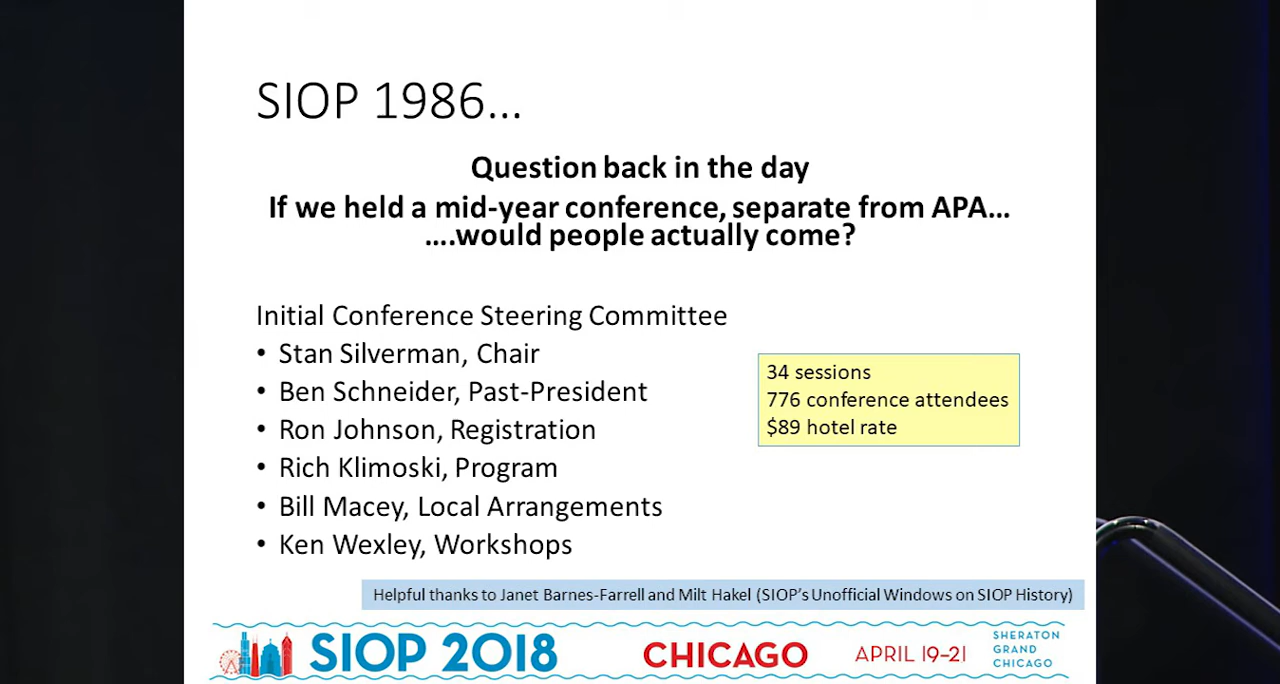 SIOP 1986...
Question back in the day
If we held a mid-year conference, separate from APA...
....would people actually come?
Initial Conference Steering Committee
• Stan Silverman, Chair
• Ben Schneider, Past-President
• Ron Johnson, Registration
• Rich Klimoski, Program
• Bill Macey, Local Arrangements
• Ken Wexley, Workshops
34 sessions
776 conference attendees
$89 hotel rate
Helpful thanks to Janet Barnes-Farrell and Milt Hakel (SIOP's Unofficial Windows on SIOP History)
SIOP 2018 CHICAGO APRIL 19-21
SHERATON
GRAND
CHICAGO